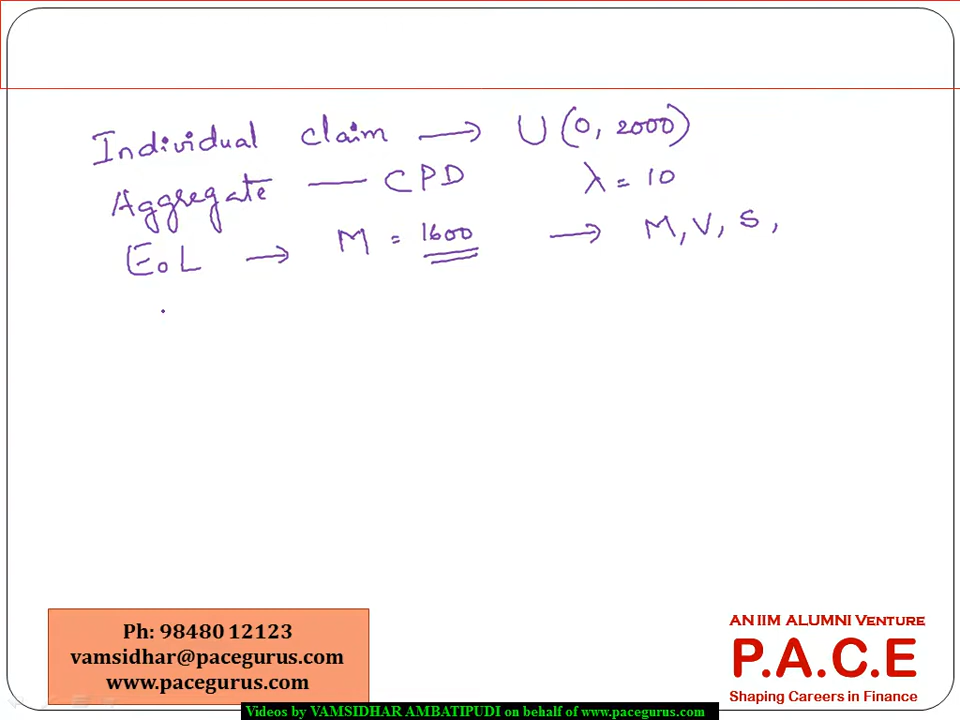 Individual claim → U (0, 2000)
Aggregate — CPD λ = 10
EoL → M = 1600 → M, V, S,
Ph: 98480 12123
vamsidhar@pacegurus.com
www.pacegurus.com
AN IIM ALUMNI VENTURE
P.A.C.E
Shaping Careers in Finance
Videos by VAMSIDHAR AMBATIPUDI on behalf of www.pacegurus.com